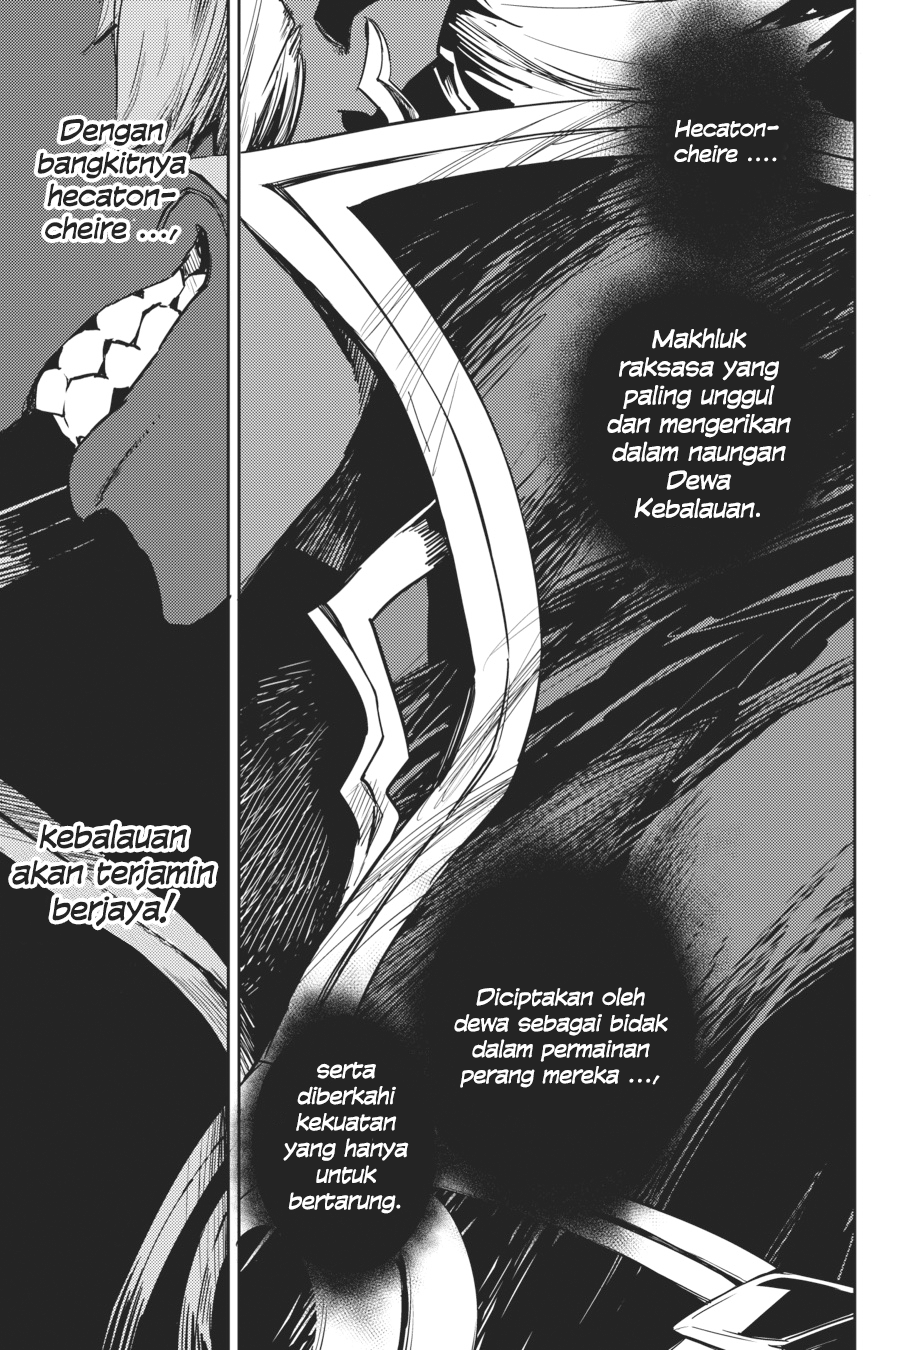 Hecaton-
cheire ....
Makhluk
raksasa yang
paling unggul
dan mengerikan
dalam naungan
Dewa
Kebalauan.
Diciptakan oleh
dewa sebagai bidak
dalam permainan
perang mereka ...,
serta
diberkahi
kekuatan
yang hanya
untuk
bertarung.
Dengan
bangkitnya
hecaton-
cheire ...,
Kebalauan
akan terjamin
berjaya!